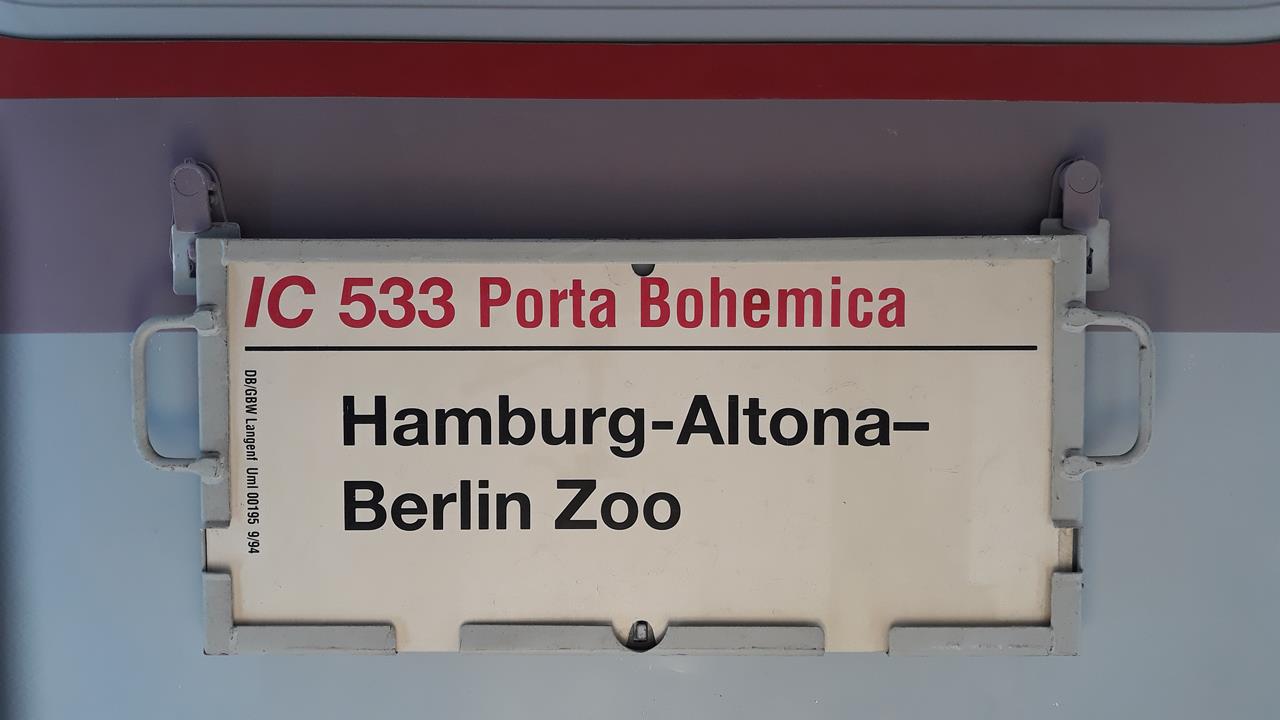 IC 533 Porta Bohemica
Hamburg-Altona–
Berlin Zoo
DB/GBW Langenf Uml 00195 9/94